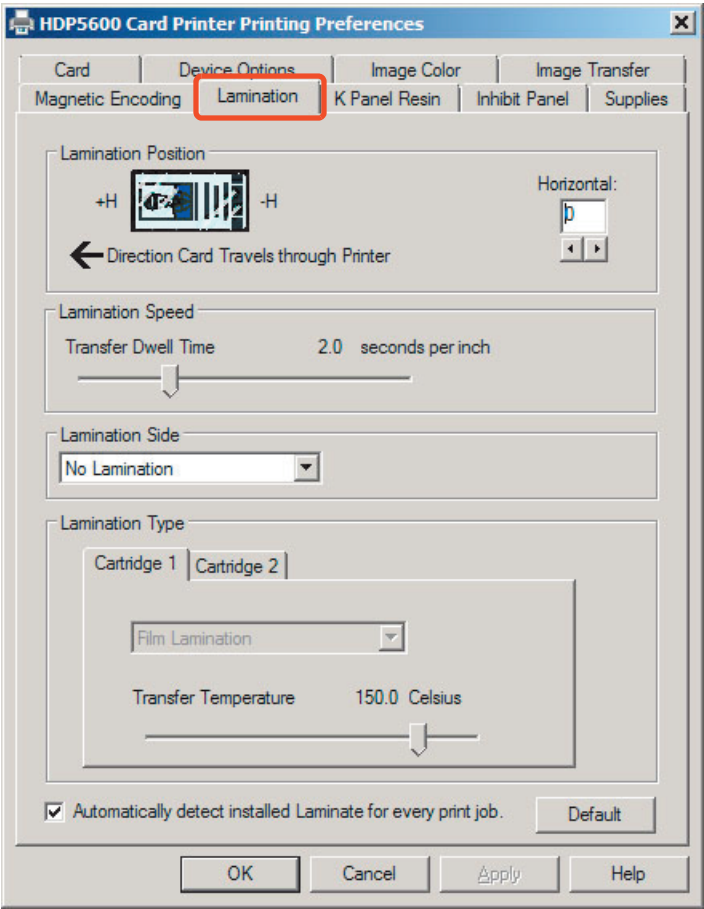 HDP5600 Card Printer Printing Preferences
Card Device Options Image Color Image Transfer
Magnetic Encoding Lamination K Panel Resin Inhibit Panel Supplies
Lamination Position
+H -H
Horizontal:
0
Direction Card Travels through Printer
Lamination Speed
Transfer Dwell Time 2.0 seconds per inch
Lamination Side
No Lamination
Lamination Type
Cartridge 1 Cartridge 2
Film Lamination
Transfer Temperature 150.0 Celsius
Automatically detect installed Laminate for every print job.
Default
OK Cancel Apply Help